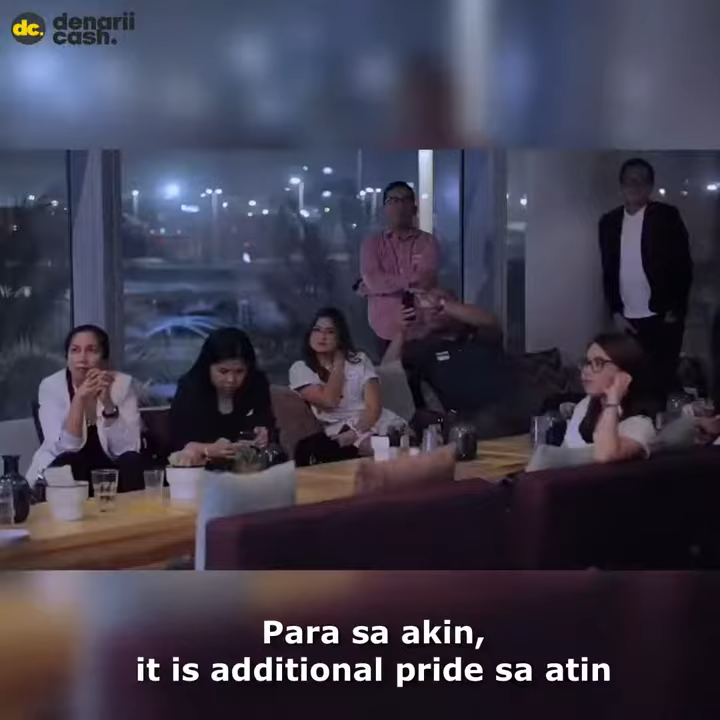 dc.
denarii
cash.
Para sa akin,
it is additional pride sa atin